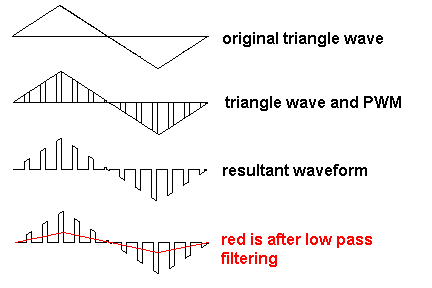 original triangle wave
triangle wave and PWM
resultant waveform
red is after low pass
filtering